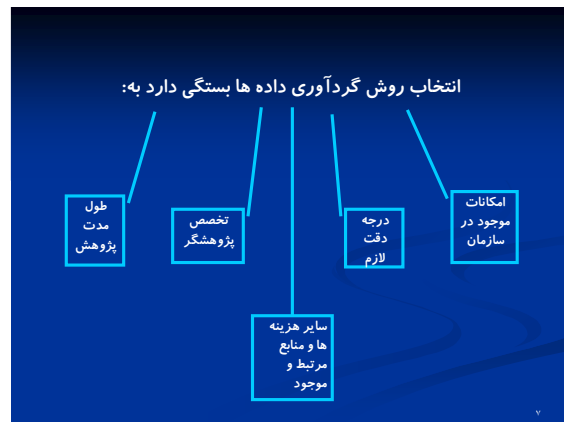 انتخاب روش گردآوری داده ها بستگی دارد به:
امکانات
موجود در
سازمان
درجه
دقت
لازم
تخصص
پژوهشگر
طول
مدت
پژوهش
سایر هزینه
ها و منابع
مرتبط و
موجود
۷